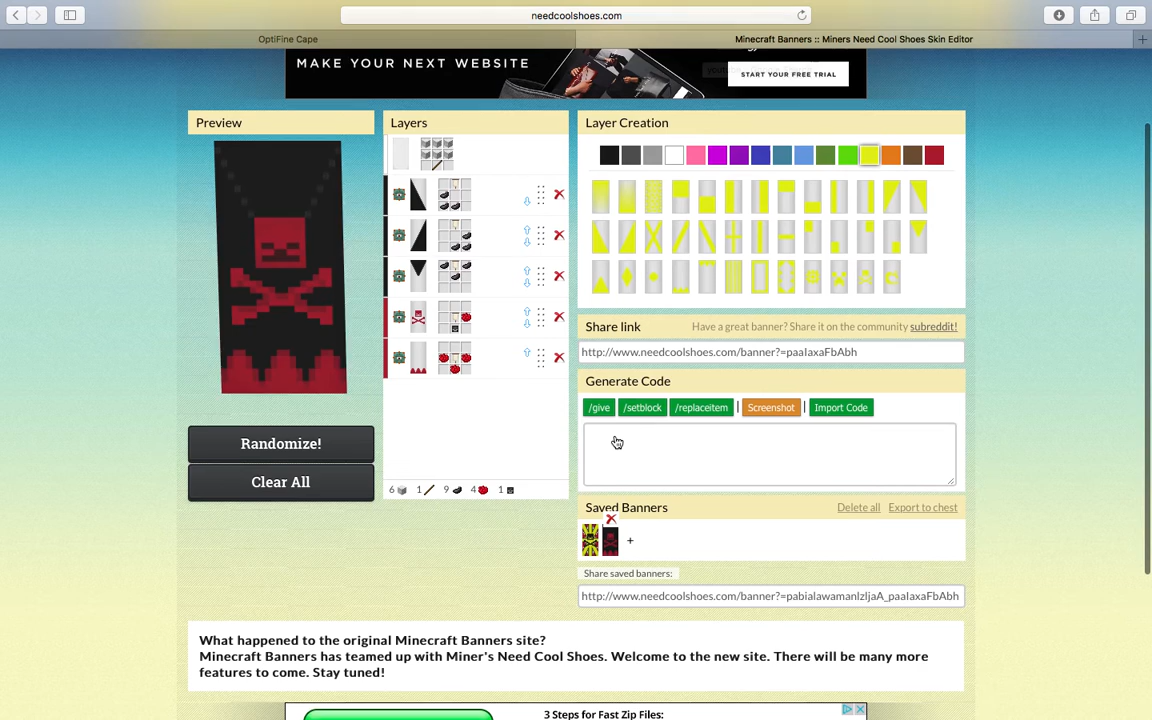 needcoolshoes.com
OptiFine Cape
Minecraft Banners :: Miners Need Cool Shoes Skin Editor
MAKE YOUR NEXT WEBSITE
START YOUR FREE TRIAL
Preview
Layers
Layer Creation
Share link
Have a great banner? Share it on the community subreddit!
http://www.needcoolshoes.com/banner?=paaIaxaFbAbh
Generate Code
/give
/setblock
/replaceitem
|
Screenshot
|
Import Code
Randomize!
Clear All
6 1 9 4 1
Saved Banners
Delete all
Export to chest
+
Share saved banners:
http://www.needcoolshoes.com/banner?=pabialawamanlzljaA_paaIaxaFbAbh
What happened to the original Minecraft Banners site?
Minecraft Banners has teamed up with Miner's Need Cool Shoes. Welcome to the new site. There will be many more
features to come. Stay tuned!
3 Steps for Fast Zip Files: